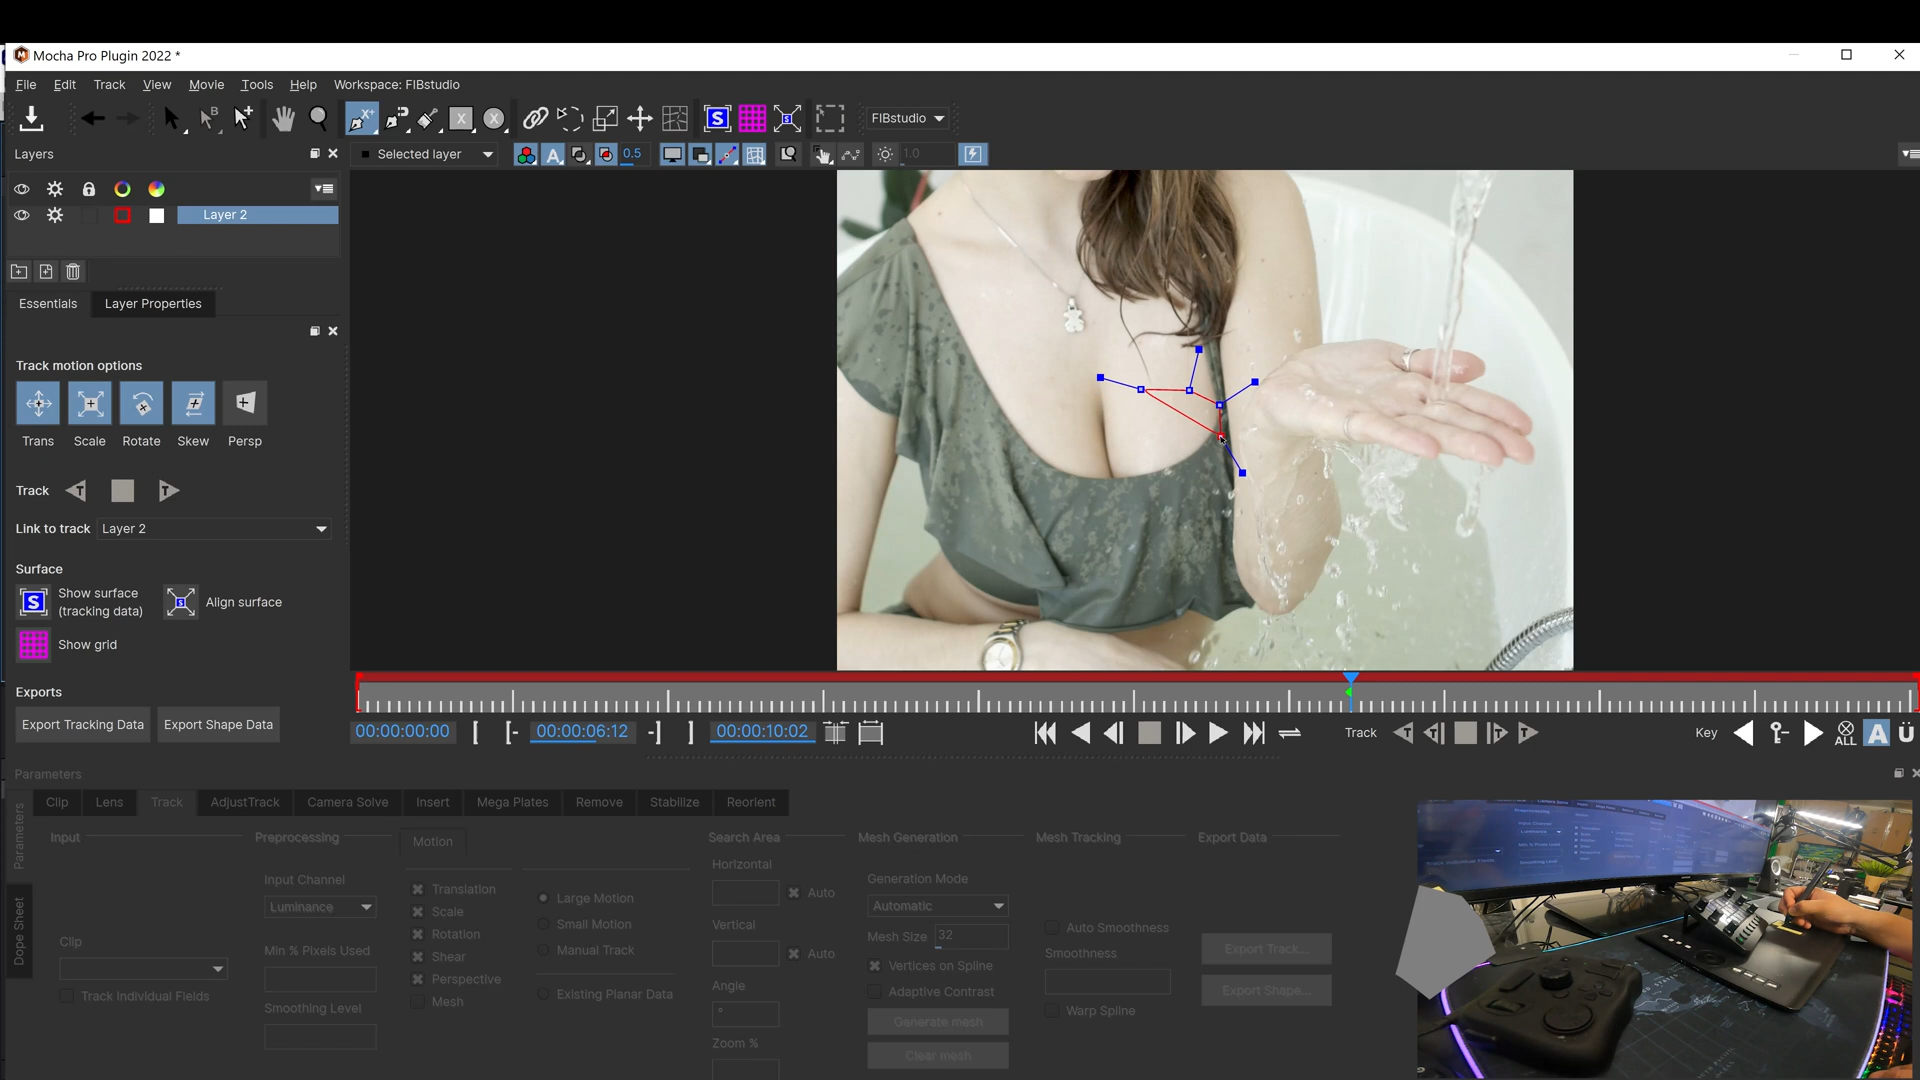 Mocha Pro Plugin 2022 *
File Edit Track View Movie Tools Help Workspace: FIBstudio
FIBstudio
Layers
Selected layer
0.5
1.0
Layer 2
Essentials Layer Properties
Track motion options
Trans Scale Rotate Skew Persp
Track
Link to track Layer 2
Surface
Show surface
(tracking data)
Align surface
Show grid
Exports
Export Tracking Data Export Shape Data
00:00:00:00 [ [- 00:00:06:12 -] ] 00:00:10:02
Track
Key
ALL
A
Parameters
Clip Lens Track AdjustTrack Camera Solve Insert Mega Plates Remove Stabilize Reorient
Parameters
Dope Sheet
Input
Clip
Track Individual Fields
Preprocessing
Input Channel
Luminance
Min % Pixels Used
Smoothing Level
Motion
Translation
Scale
Rotation
Shear
Perspective
Mesh
Large Motion
Small Motion
Manual Track
Existing Planar Data
Search Area
Horizontal
Auto
Vertical
Auto
Angle
°
Zoom %
Mesh Generation
Generation Mode
Automatic
Mesh Size 32
Vertices on Spline
Adaptive Contrast
Generate mesh
Clear mesh
Mesh Tracking
Auto Smoothness
Smoothness
Warp Spline
Export Data
Export Track...
Export Shape...